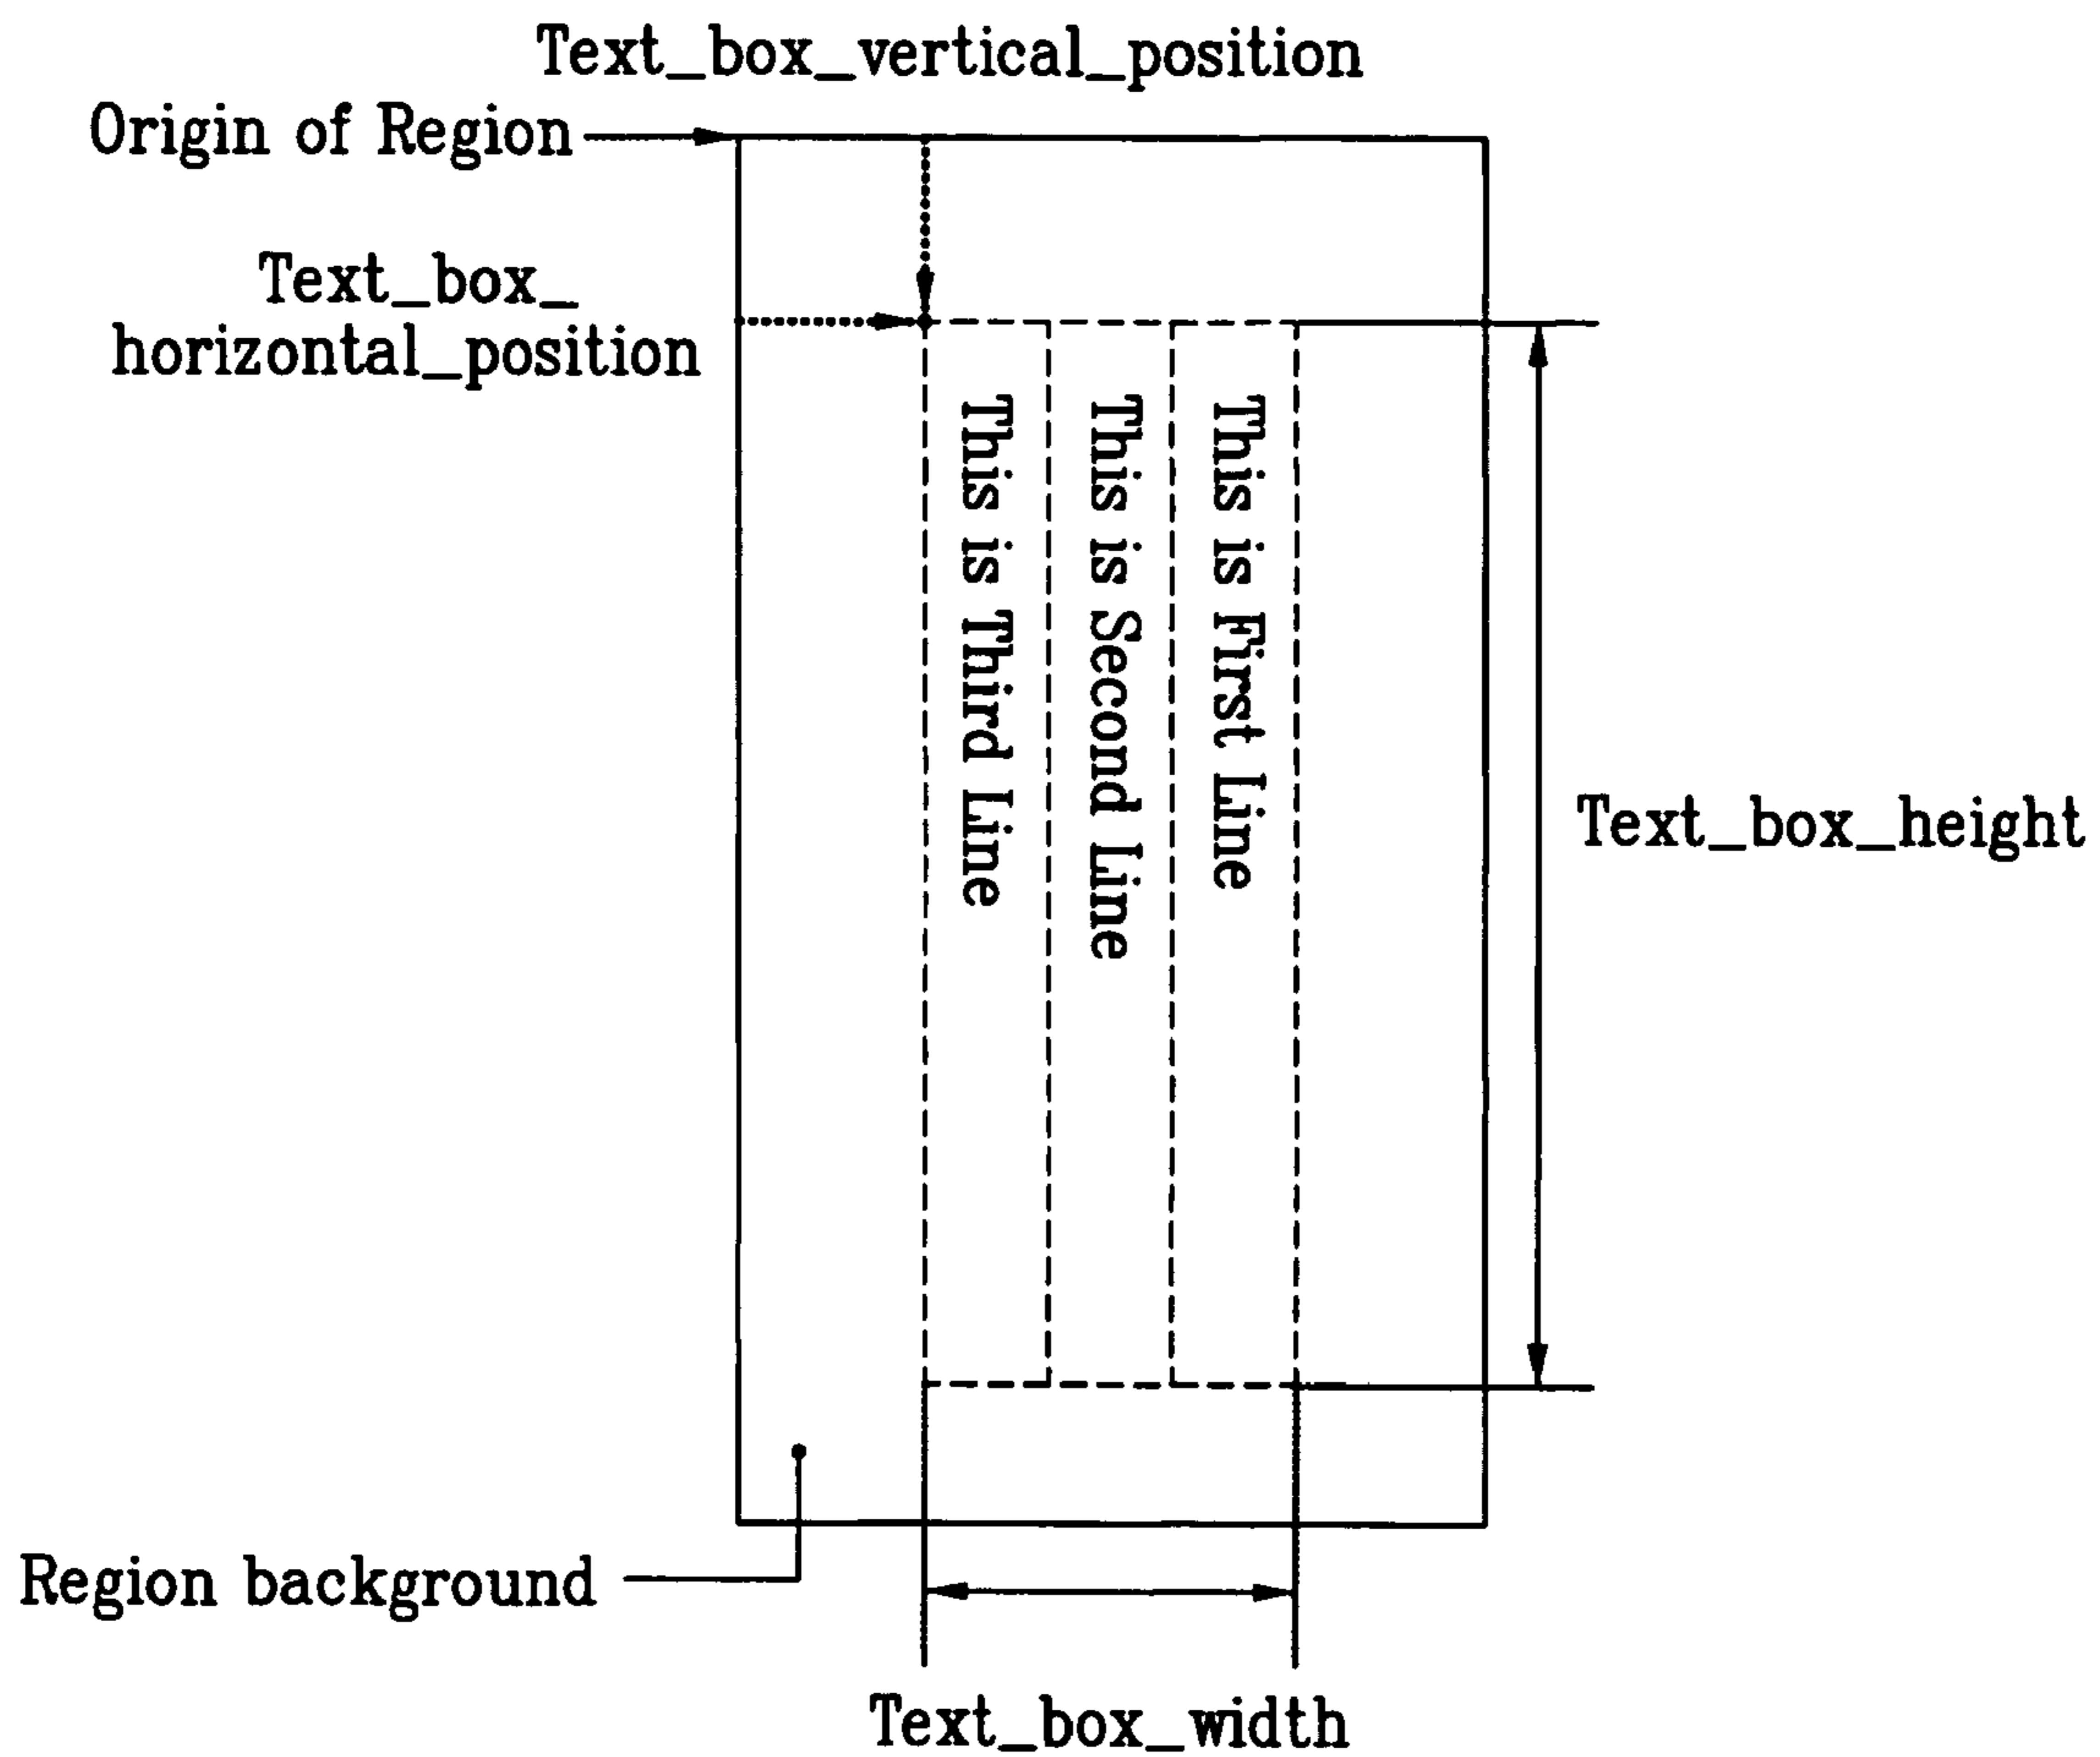 Text_box_vertical_position
Origin of Region
Text_box_
horizontal_position
This is First Line
This is Second Line
This is Third Line
Text_box_height
Region background
Text_box_width